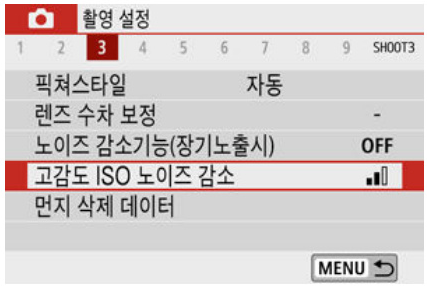 촬영 설정
1 2 3 4 5 6 7 8 9 SHOOT3
픽쳐스타일 자동
렌즈 수차 보정 -
노이즈 감소기능(장기노출시) OFF
고감도 ISO 노이즈 감소
먼지 삭제 데이터
MENU